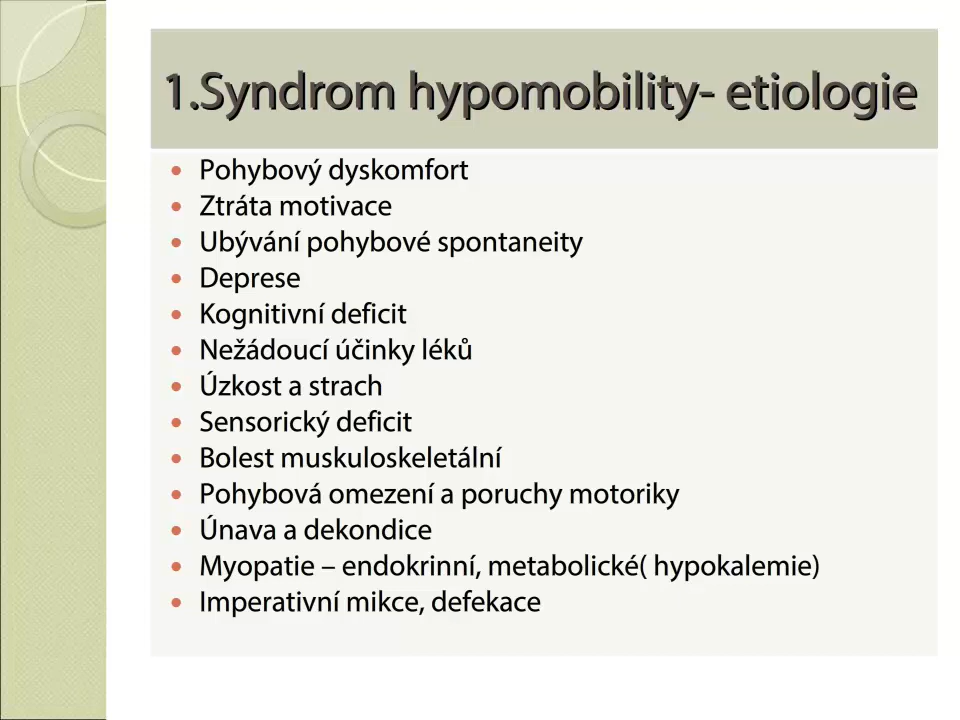 1.Syndrom hypomobility- etiologie
• Pohybový dyskomfort
• Ztráta motivace
• Ubývání pohybové spontaneity
• Deprese
• Kognitivní deficit
• Nežádoucí účinky léků
• Úzkost a strach
• Sensorický deficit
• Bolest muskuloskeletální
• Pohybová omezení a poruchy motoriky
• Únava a dekondice
• Myopatie – endokrinní, metabolické( hypokalemie)
• Imperativní mikce, defekace